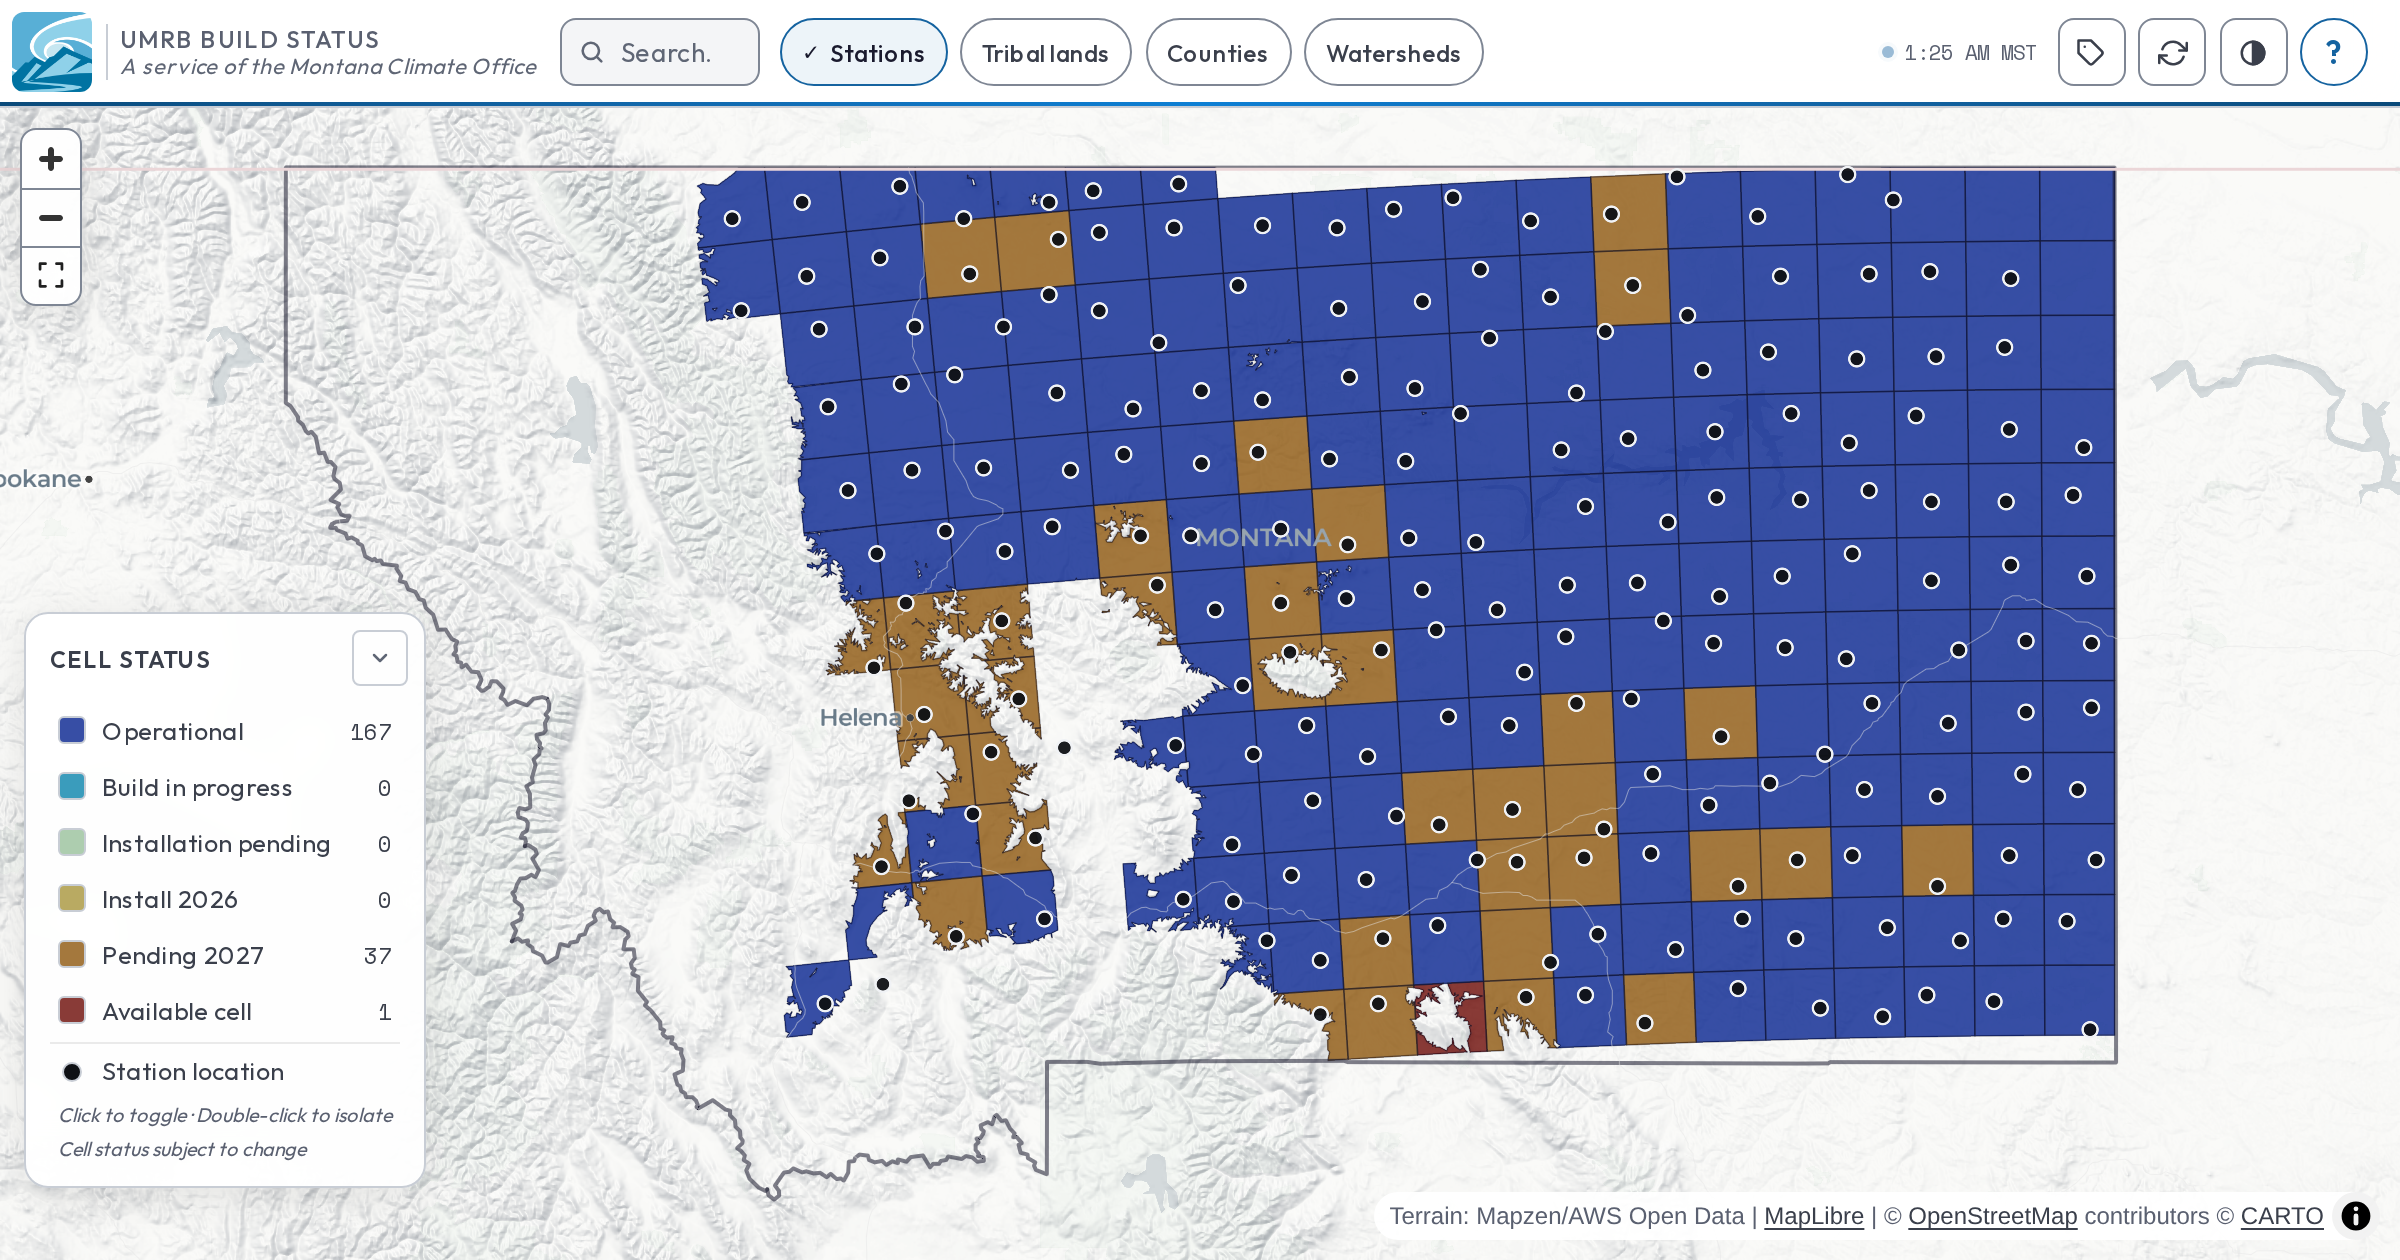 UMRB BUILD STATUS
A service of the Montana Climate Office
Search.
✓ Stations
Tribal lands
Counties
Watersheds
1:25 AM MST
?
MONTANA
Helena
CELL STATUS
Operational 167
Build in progress 0
Installation pending 0
Install 2026 0
Pending 2027 37
Available cell 1
Station location
Click to toggle · Double-click to isolate
Cell status subject to change
Terrain: Mapzen/AWS Open Data | MapLibre | © OpenStreetMap contributors © CARTO